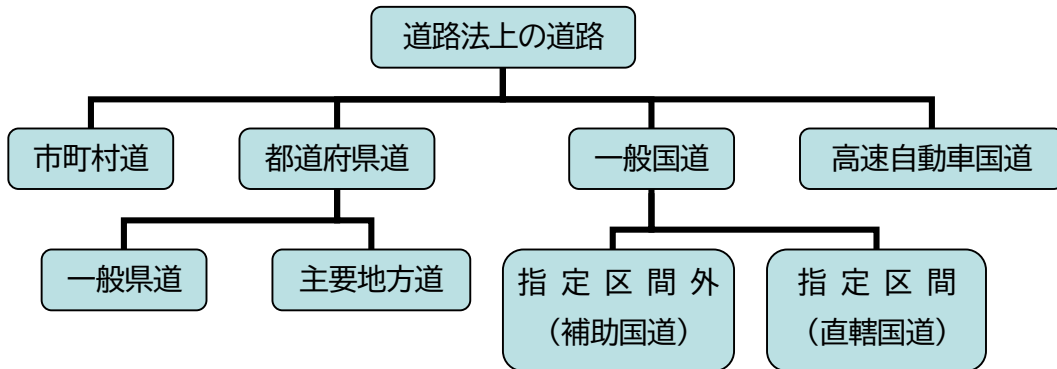 道路法上の道路
市町村道
都道府県道
一般国道
高速自動車国道
一般県道
主要地方道
指定区間外
（補助国道）
指定区間
（直轄国道）